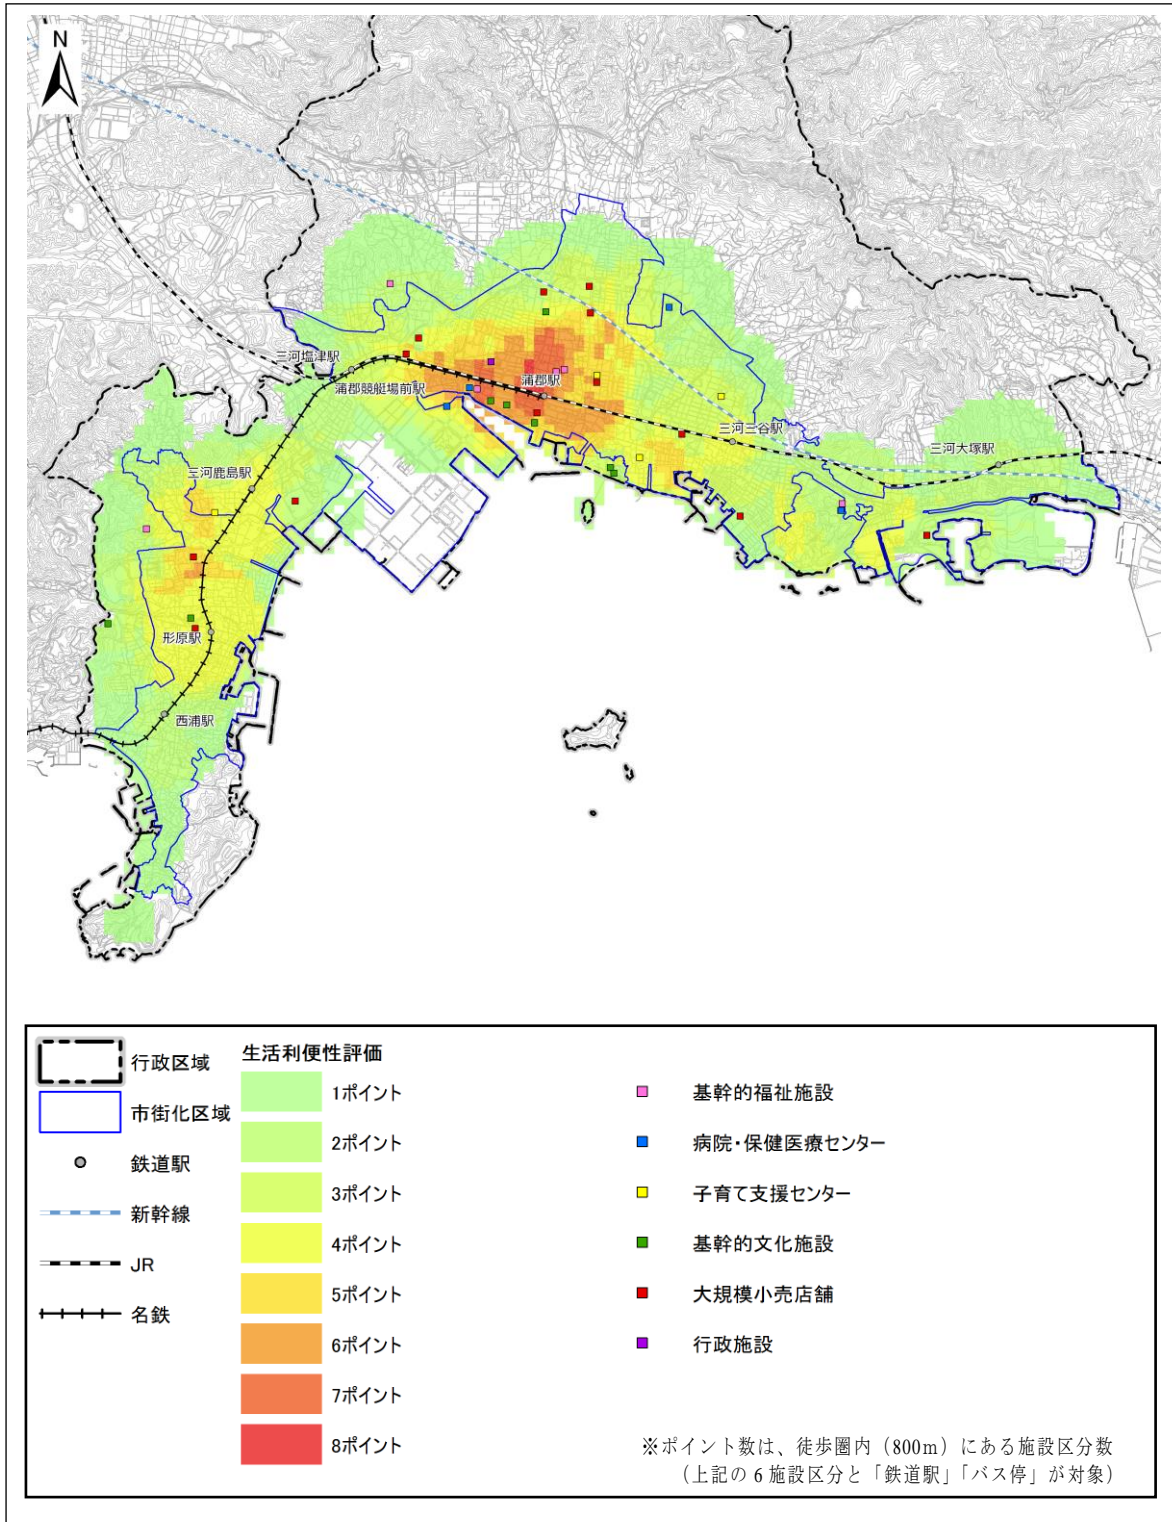 N
三河塩津駅
蒲郡競艇場前駅
蒲郡駅
三河三谷駅
三河大塚駅
三河鹿島駅
形原駅
西浦駅
行政区域
市街化区域
鉄道駅
新幹線
JR
名鉄
生活利便性評価
1ポイント
2ポイント
3ポイント
4ポイント
5ポイント
6ポイント
7ポイント
8ポイント
基幹的福祉施設
病院・保健医療センター
子育て支援センター
基幹的文化施設
大規模小売店舗
行政施設
※ポイント数は、徒歩圏内（800m）にある施設区分数
（上記の6施設区分と「鉄道駅」「バス停」が対象）